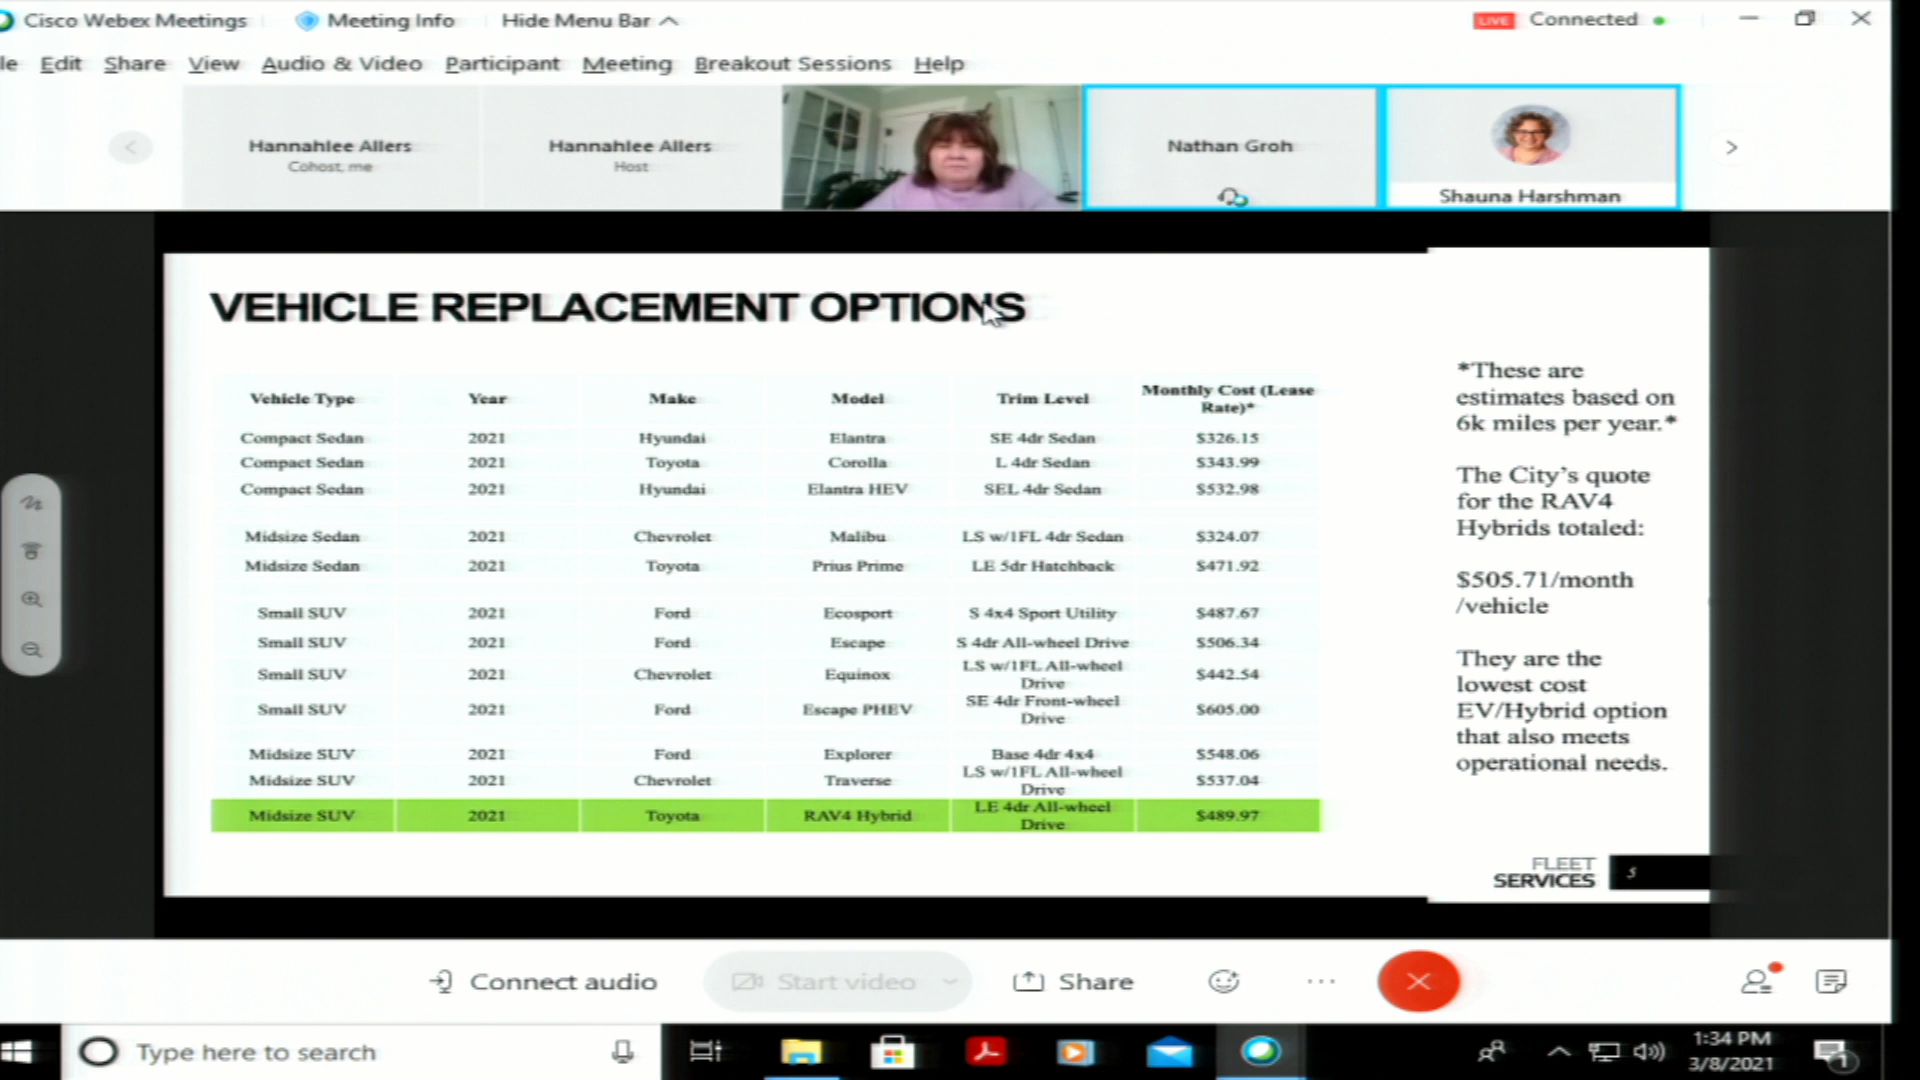 Cisco Webex Meetings Meeting Info Hide Menu Bar LIVE Connected
le Edit Share View Audio & Video Participant Meeting Breakout Sessions Help
Hannahlee Allers
Cohost, me
Hannahlee Allers
Host
Nathan Groh
Shauna Harshman
VEHICLE REPLACEMENT OPTIONS
Vehicle Type Year Make Model Trim Level Monthly Cost (Lease Rate)*
Compact Sedan 2021 Hyundai Elantra SE 4dr Sedan $326.15
Compact Sedan 2021 Toyota Corolla L 4dr Sedan $343.99
Compact Sedan 2021 Hyundai Elantra HEV SEL 4dr Sedan $532.98
Midsize Sedan 2021 Chevrolet Malibu LS w/1FL 4dr Sedan $324.07
Midsize Sedan 2021 Toyota Prius Prime LE 5dr Hatchback $471.92
Small SUV 2021 Ford Ecosport S 4x4 Sport Utility $487.67
Small SUV 2021 Ford Escape S 4dr All-wheel Drive $506.34
Small SUV 2021 Chevrolet Equinox LS w/1FL All-wheel Drive $442.54
Small SUV 2021 Ford Escape PHEV SE 4dr Front-wheel Drive $605.00
Midsize SUV 2021 Ford Explorer Base 4dr 4x4 $548.06
Midsize SUV 2021 Chevrolet Traverse LS w/1FL All-wheel Drive $537.04
Midsize SUV 2021 Toyota RAV4 Hybrid LE 4dr All-wheel Drive $489.97
*These are
estimates based on
6k miles per year.*
The City's quote
for the RAV4
Hybrids totaled:
$505.71/month
/vehicle
They are the
lowest cost
EV/Hybrid option
that also meets
operational needs.
FLEET
SERVICES
5
Connect audio Start video Share
Type here to search
1:34 PM
3/8/2021
1